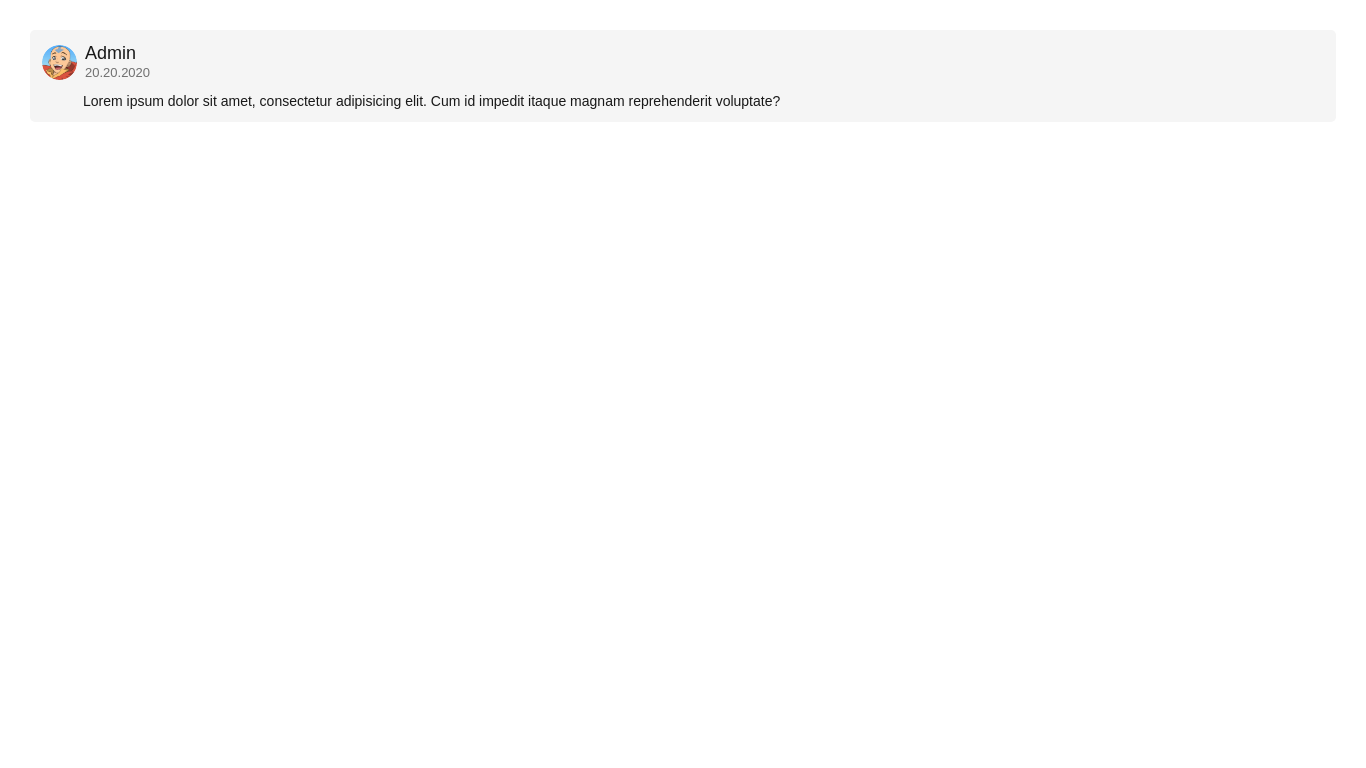 Admin
20.20.2020
Lorem ipsum dolor sit amet, consectetur adipisicing elit. Cum id impedit itaque magnam reprehenderit voluptate?